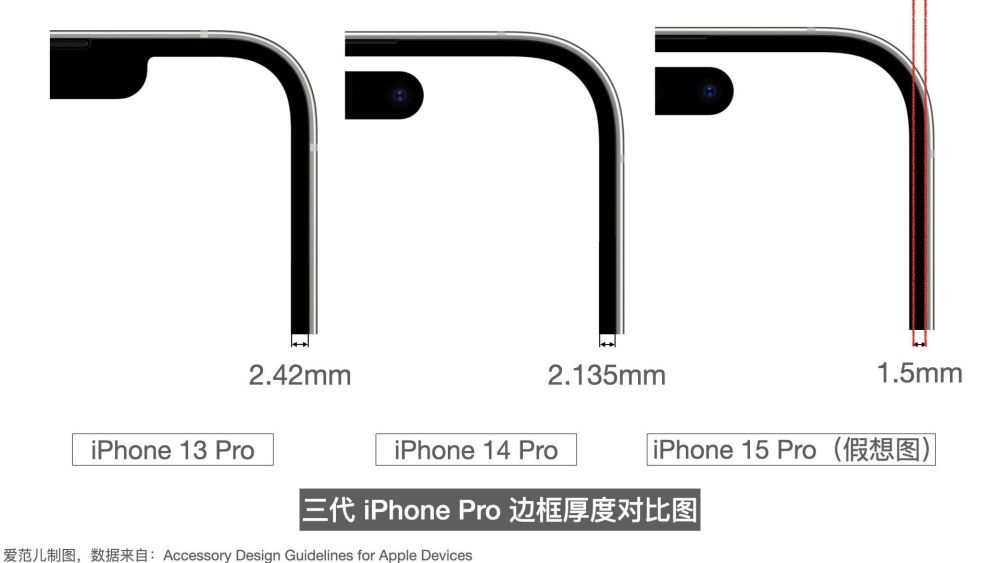 2.42mm
2.135mm
1.5mm
iPhone 13 Pro
iPhone 14 Pro
iPhone 15 Pro（假想图）
三代 iPhone Pro 边框厚度对比图
爱范儿制图，数据来自：Accessory Design Guidelines for Apple Devices